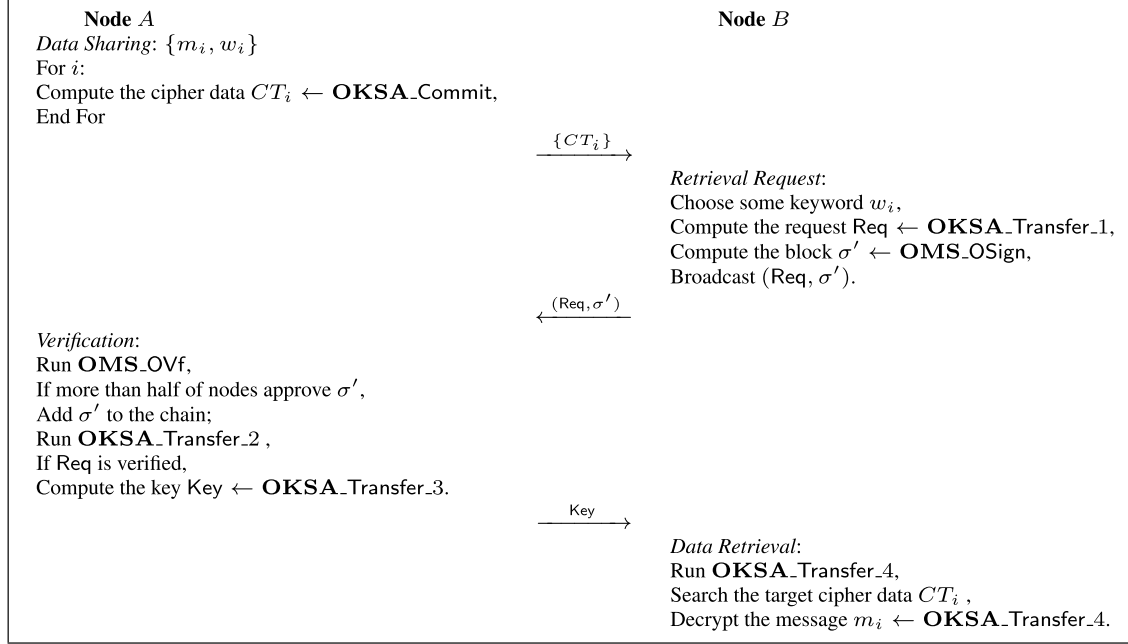 Node A
Node B
Data Sharing: {m_i, w_i}
For i:
Compute the cipher data CT_i ← OKSA_Commit,
End For
{CT_i}
Retrieval Request:
Choose some keyword w_i,
Compute the request Req ← OKSA_Transfer_1,
Compute the block σ′ ← OMS_OSign,
Broadcast (Req, σ′).
(Req, σ′)
Verification:
Run OMS_OVf,
If more than half of nodes approve σ′,
Add σ′ to the chain;
Run OKSA_Transfer_2 ,
If Req is verified,
Compute the key Key ← OKSA_Transfer_3.
Key
Data Retrieval:
Run OKSA_Transfer_4,
Search the target cipher data CT_i ,
Decrypt the message m_i ← OKSA_Transfer_4.